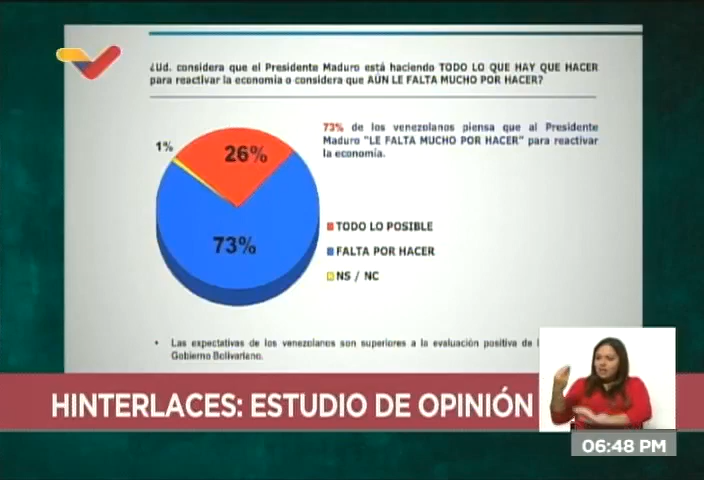 ¿Ud. considera que el Presidente Maduro está haciendo TODO LO QUE HAY QUE HACER
para reactivar la economía o considera que AÚN LE FALTA MUCHO POR HACER?
73% de los venezolanos piensa que al Presidente
Maduro "LE FALTA MUCHO POR HACER" para reactivar
la economía.
1%
26%
73%
TODO LO POSIBLE
FALTA POR HACER
NS / NC
• Las expectativas de los venezolanos son superiores a la evaluación positiva de
Gobierno Bolivariano.
HINTERLACES: ESTUDIO DE OPINIÓN
06:48 PM